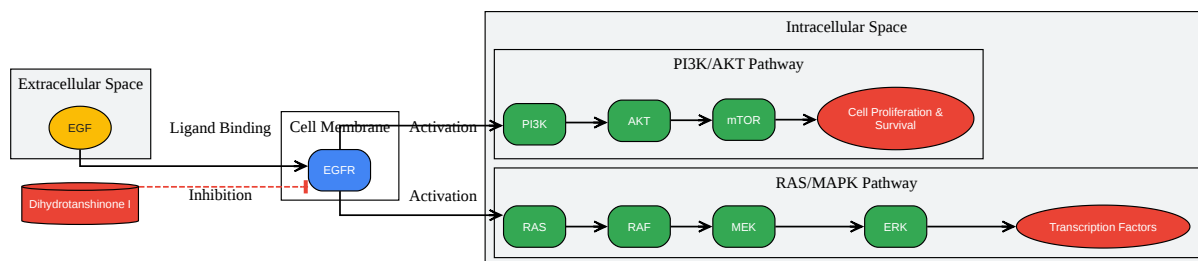 Intracellular Space
PI3K/AKT Pathway
Extracellular Space
EGF
Ligand Binding
Cell Membrane
Activation
PI3K
AKT
mTOR
Cell Proliferation &
Survival
EGFR
Dihydrotanshinone I
Inhibition
Activation
RAS/MAPK Pathway
RAS
RAF
MEK
ERK
Transcription Factors